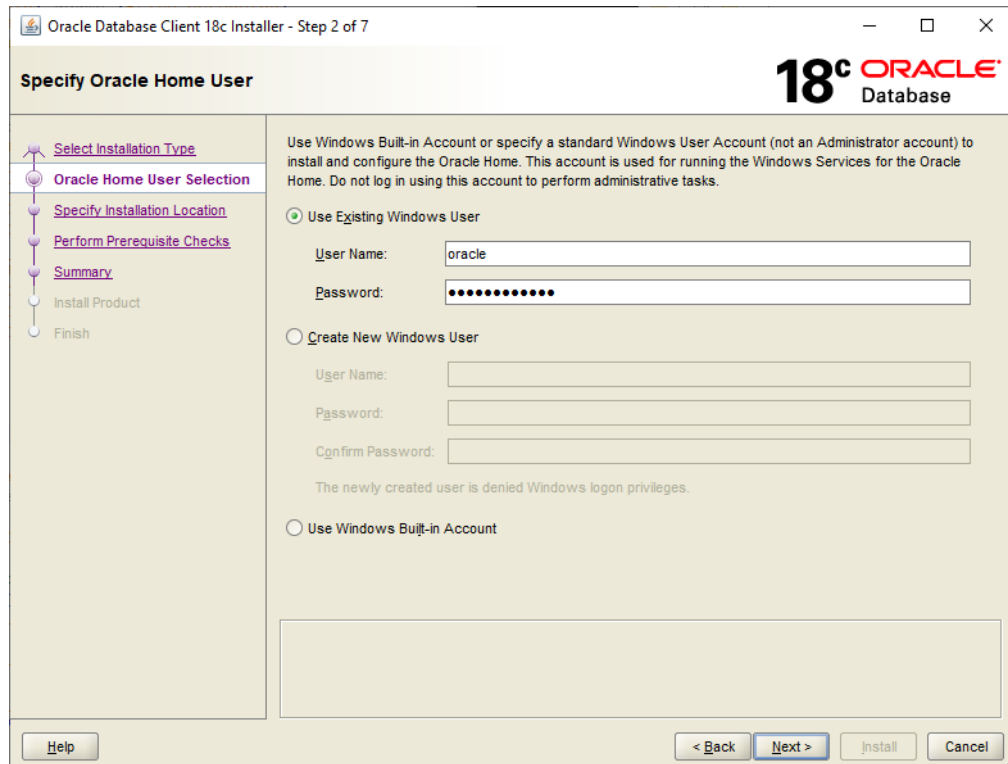 Oracle Database Client 18c Installer - Step 2 of 7
Specify Oracle Home User
18c ORACLE
Database
Select Installation Type
Oracle Home User Selection
Specify Installation Location
Perform Prerequisite Checks
Summary
Install Product
Finish
Use Windows Built-in Account or specify a standard Windows User Account (not an Administrator account) to
install and configure the Oracle Home. This account is used for running the Windows Services for the Oracle
Home. Do not log in using this account to perform administrative tasks.
Use Existing Windows User
User Name: oracle
Password: ●●●●●●●●●●●●
Create New Windows User
User Name:
Password:
Confirm Password:
The newly created user is denied Windows logon privileges.
Use Windows Built-in Account
Help
< Back Next > Install Cancel